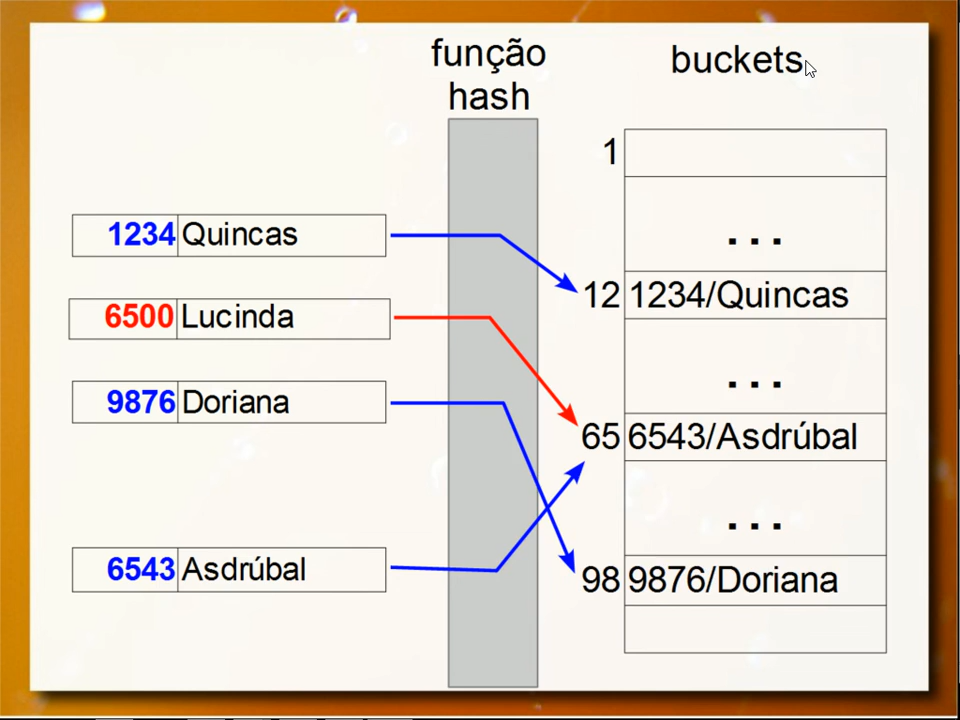 função
hash
buckets
1
1234 Quincas
...
12 1234/Quincas
6500 Lucinda
...
9876 Doriana
65 6543/Asdrúbal
...
6543 Asdrúbal
98 9876/Doriana